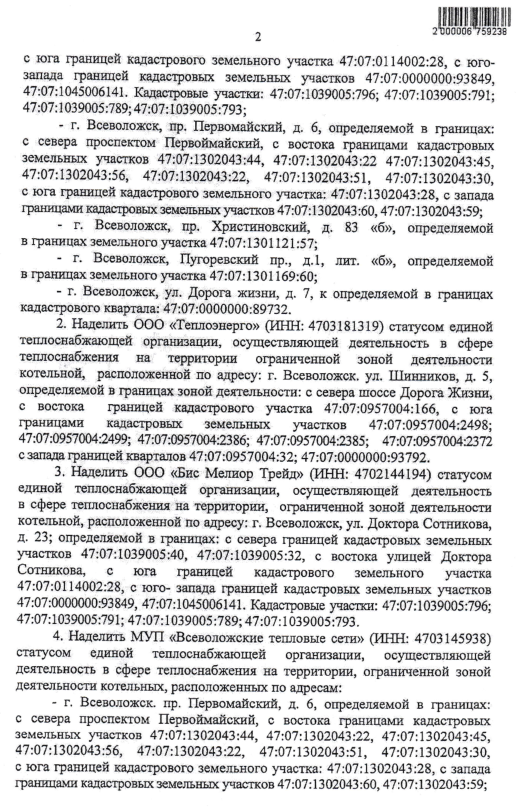 2 000006 759238
2
с юга границей кадастрового земельного участка 47:07:0114002:28, с юго-
запада границей кадастровых земельных участков 47:07:0000000:93849,
47:07:1045006141. Кадастровые участки: 47:07:1039005:796; 47:07:1039005:791;
47:07:1039005:789; 47:07:1039005:793;
- г. Всеволожск, пр. Первомайский, д. 6, определяемой в границах:
с севера проспектом Первоймайский, с востока границами кадастровых
земельных участков 47:07:1302043:44, 47:07:1302043:22 47:07:1302043:45,
47:07:1302043:56, 47:07:1302043:22, 47:07:1302043:51, 47:07:1302043:30,
с юга границей кадастрового земельного участка: 47:07:1302043:28, с запада
границами кадастровых земельных участков 47:07:1302043:60, 47:07:1302043:59;
- г. Всеволожск, пр. Христиновский, д. 83 «б», определяемой
в границах земельного участка 47:07:1301121:57;
- г. Всеволожск, Пугоревский пр., д.1, лит. «б», определяемой
в границах земельного участка 47:07:1301169:60;
- г. Всеволожск, ул. Дорога жизни, д. 7, к определяемой в границах
кадастрового квартала: 47:07:0000000:89732.
2. Наделить ООО «Теплоэнерго» (ИНН: 4703181319) статусом единой
теплоснабжающей организации, осуществляющей деятельность в сфере
теплоснабжения на территории ограниченной зоной деятельности
котельной, расположенной по адресу: г. Всеволожск. ул. Шинников, д. 5,
определяемой в границах зоной деятельности: с севера шоссе Дорога Жизни,
с востока границей кадастрового участка 47:07:0957004:166, с юга
границами кадастровых земельных участков 47:07:0957004:2498;
47:07:0957004:2499; 47:07:0957004:2386; 47:07:0957004:2385; 47:07:0957004:2372
с запада границей кварталов 47:07:0957004:32; 47:07:0000000:93792.
3. Наделить ООО «Бис Мелиор Трейд» (ИНН: 4702144194) статусом
единой теплоснабжающей организации, осуществляющей деятельность
в сфере теплоснабжения на территории, ограниченной зоной деятельности
котельной, расположенной по адресу: г. Всеволожск, ул. Доктора Сотникова,
д. 23; определяемой в границах: с севера границей кадастровых земельных
участков 47:07:1039005:40, 47:07:1039005:32, с востока улицей Доктора
Сотникова, с юга границей кадастрового земельного участка
47:07:0114002:28, с юго- запада границей кадастровых земельных участков
47:07:0000000:93849, 47:07:1045006141. Кадастровые участки: 47:07:1039005:796;
47:07:1039005:791; 47:07:1039005:789; 47:07:1039005:793.
4. Наделить МУП «Всеволожские тепловые сети» (ИНН: 4703145938)
статусом единой теплоснабжающей организации, осуществляющей
деятельность в сфере теплоснабжения на территории, ограниченной зоной
деятельности котельных, расположенных по адресам:
- г. Всеволожск. пр. Первомайский, д. 6, определяемой в границах:
с севера проспектом Первоймайский, с востока границами кадастровых
земельных участков 47:07:1302043:44, 47:07:1302043:22, 47:07:1302043:45,
47:07:1302043:56, 47:07:1302043:22, 47:07:1302043:51, 47:07:1302043:30,
с юга границей кадастрового земельного участка: 47:07:1302043:28, с запада
границами кадастровых земельных участков 47:07:1302043:60, 47:07:1302043:59;